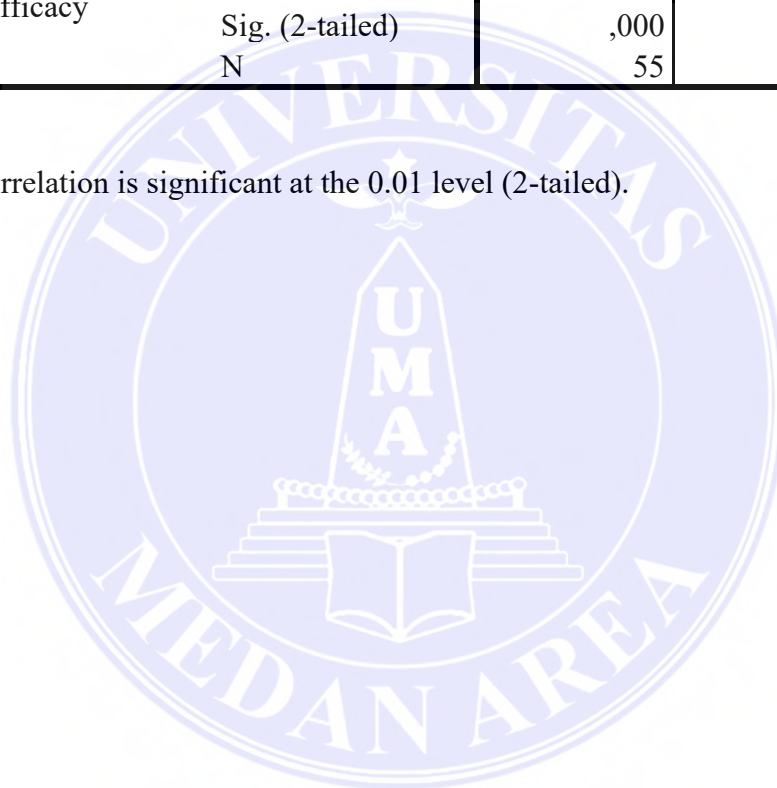 fficacy
Sig. (2-tailed) ,000
N 55
rrelation is significant at the 0.01 level (2-tailed).
UNIVERSITAS
U
M
A
MEDAN AREA